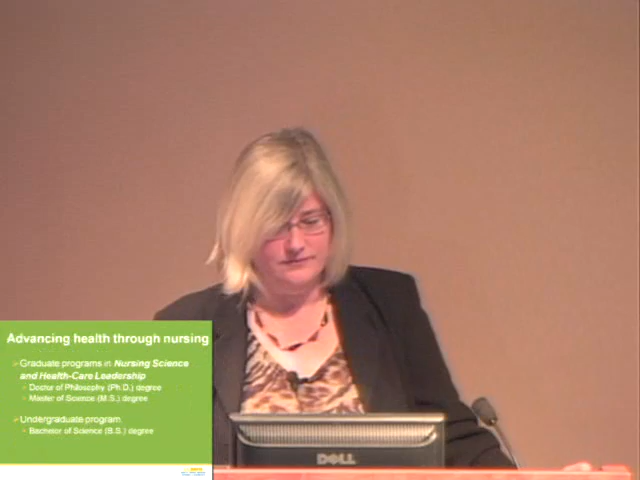 Advancing health through nursing
Graduate programs in Nursing Science
and Health-Care Leadership
Doctor of Philosophy (Ph.D.) degree
Master of Science (M.S.) degree
Undergraduate program
Bachelor of Science (B.S.) degree
DELL